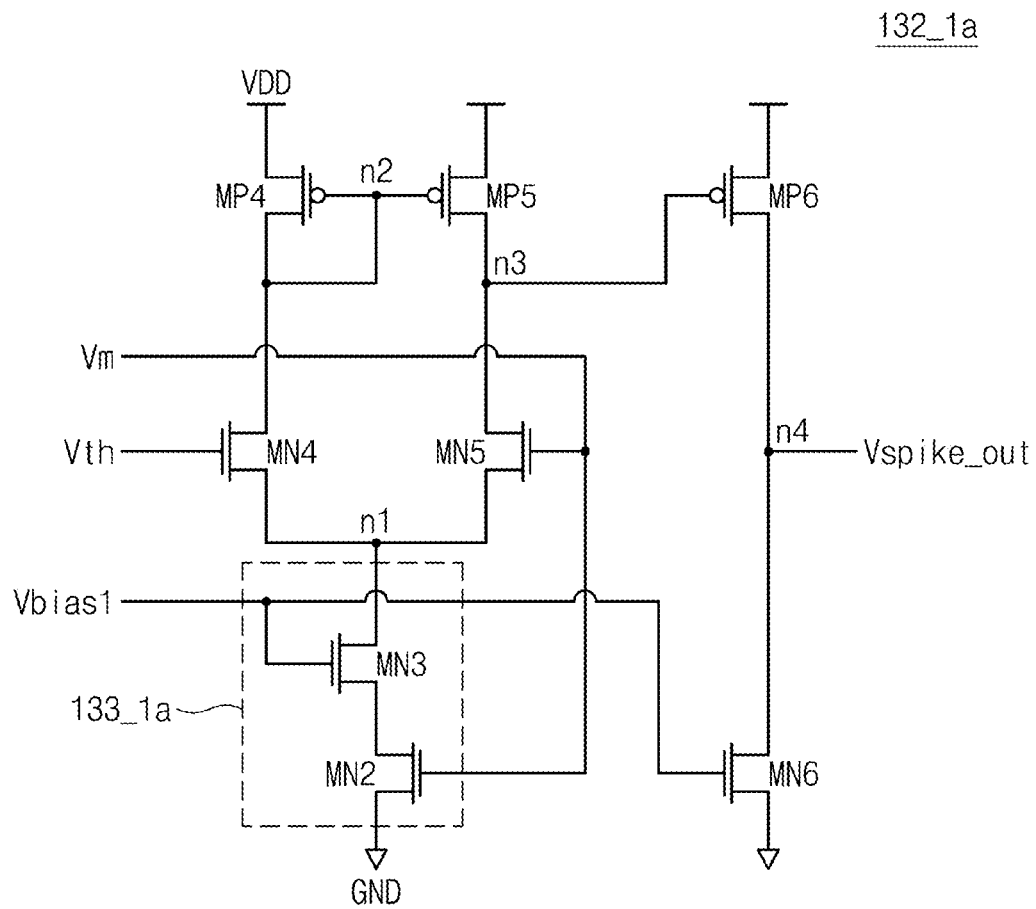 132_1a
VDD
MP4
n2
MP5
MP6
n3
Vm
Vth
MN4
MN5
n4
Vspike_out
n1
Vbias1
MN3
133_1a
MN2
MN6
GND